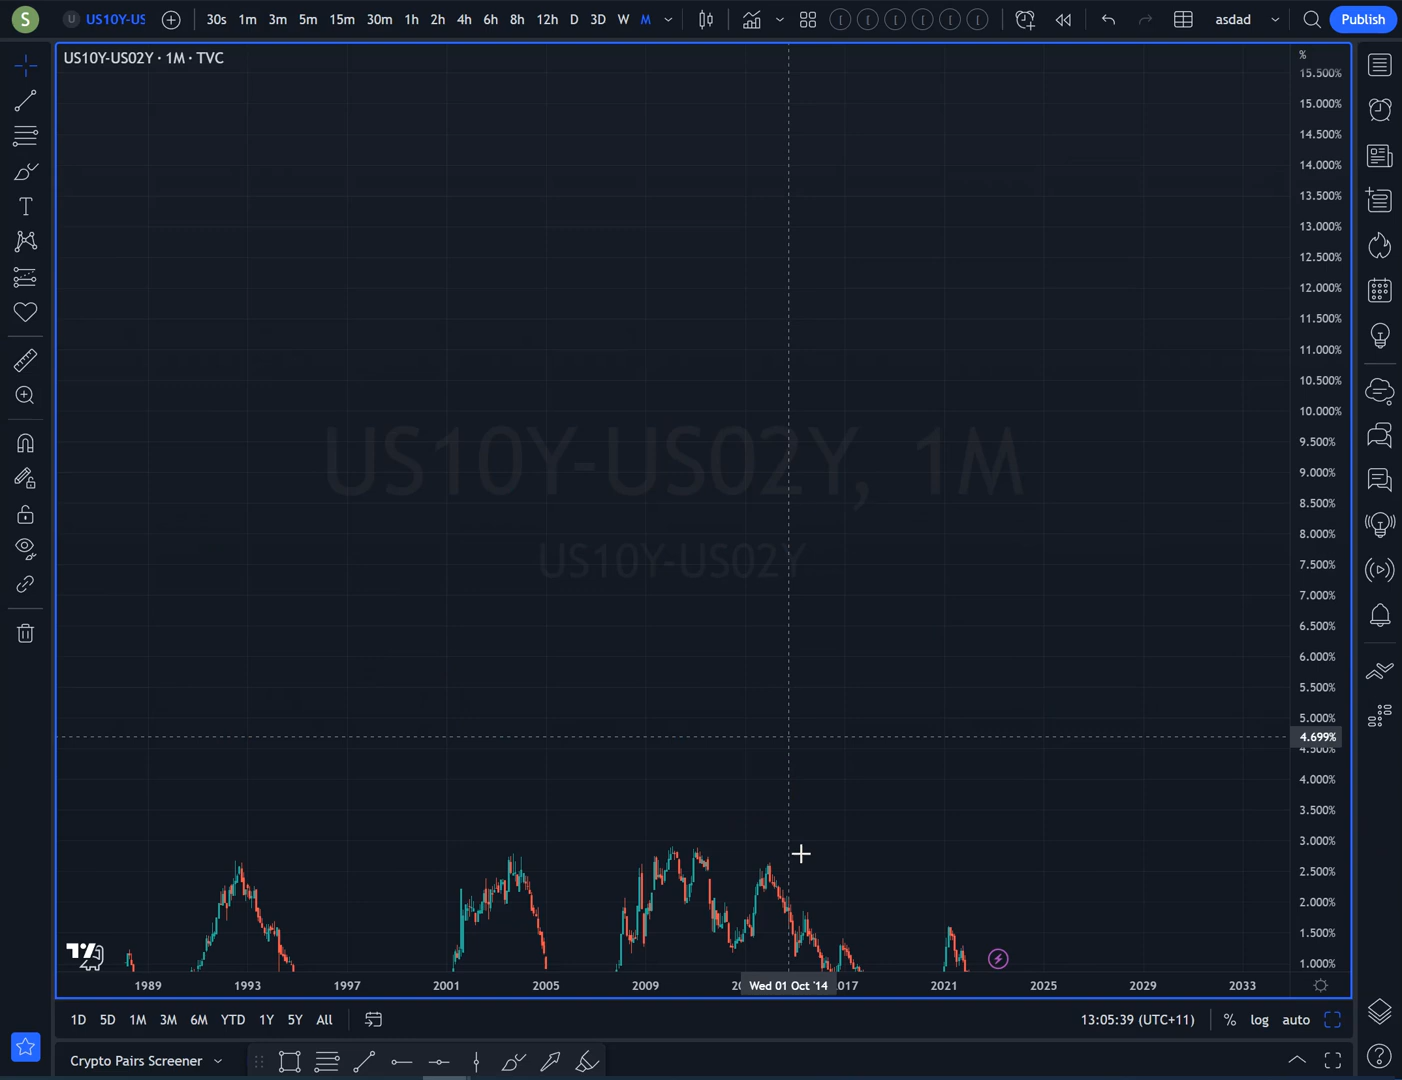 S
U US10Y-US
30s 1m 3m 5m 15m 30m 1h 2h 4h 6h 8h 12h D 3D W M
asdad
Publish
US10Y-US02Y · 1M · TVC
%
15.500%
15.000%
14.500%
14.000%
13.500%
13.000%
12.500%
12.000%
11.500%
11.000%
10.500%
10.000%
9.500%
9.000%
8.500%
8.000%
7.500%
7.000%
6.500%
6.000%
5.500%
5.000%
4.699%
4.500%
4.000%
3.500%
3.000%
2.500%
2.000%
1.500%
1.000%
US10Y-US02Y, 1M
US10Y-US02Y
1989 1993 1997 2001 2005 2009 Wed 01 Oct '14 2021 2025 2029 2033
1D 5D 1M 3M 6M YTD 1Y 5Y All
13:05:39 (UTC+11) % log auto
Crypto Pairs Screener